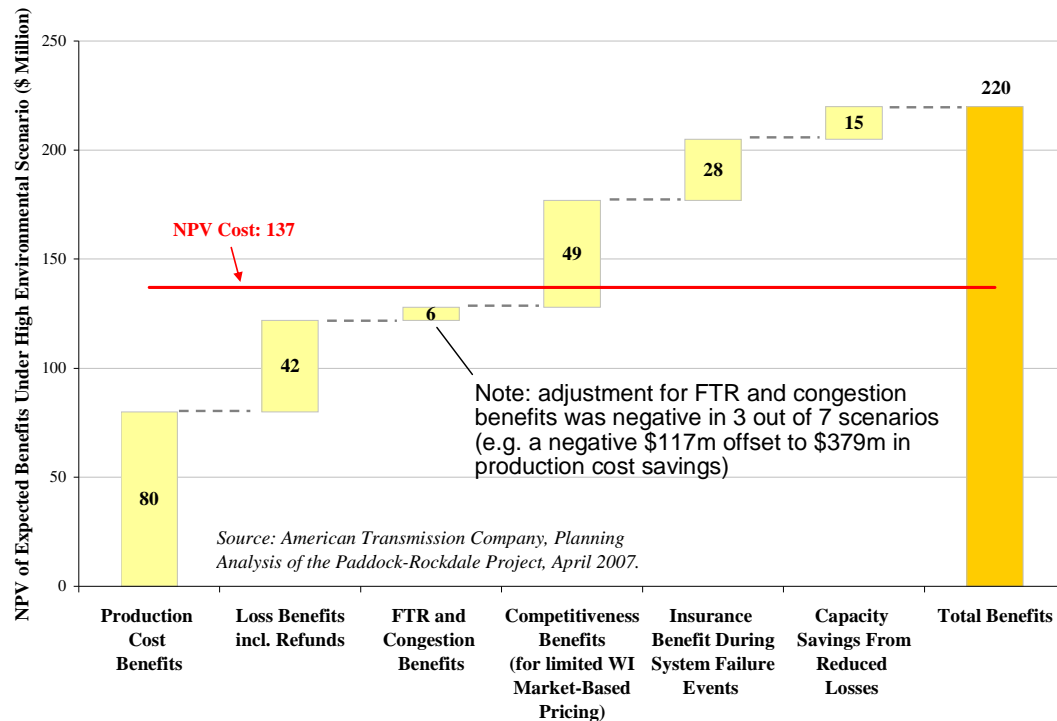 NPV of Expected Benefits Under High Environmental Scenario ($ Million)
250
200
150
100
50
0
NPV Cost: 137
80
42
6
49
28
15
220
Note: adjustment for FTR and congestion
benefits was negative in 3 out of 7 scenarios
(e.g. a negative $117m offset to $379m in
production cost savings)
Source: American Transmission Company, Planning
Analysis of the Paddock-Rockdale Project, April 2007.
Production
Cost
Benefits
Loss Benefits
incl. Refunds
FTR and
Congestion
Benefits
Competitiveness
Benefits
(for limited WI
Market-Based
Pricing)
Insurance
Benefit During
System Failure
Events
Capacity
Savings From
Reduced
Losses
Total Benefits